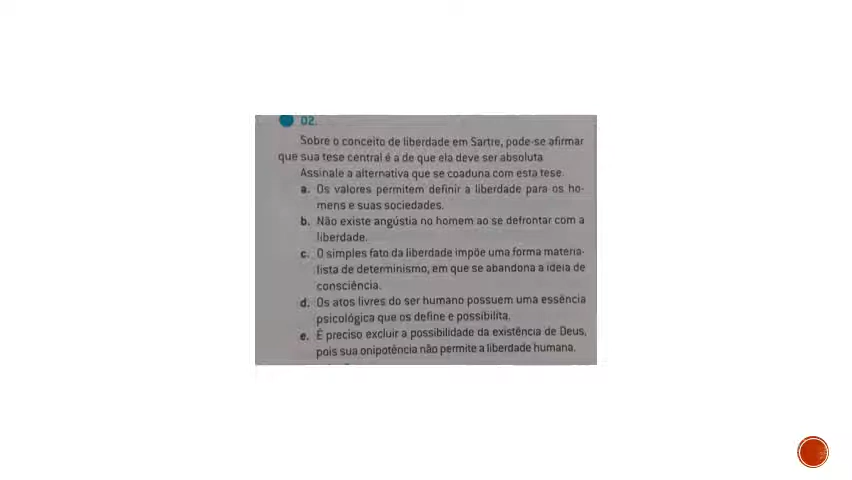 02.
Sobre o conceito de liberdade em Sartre, pode-se afirmar
que sua tese central é a de que ela deve ser absoluta.
Assinale a alternativa que se coaduna com esta tese.
a. Os valores permitem definir a liberdade para os ho-
mens e suas sociedades.
b. Não existe angústia no homem ao se defrontar com a
liberdade.
c. O simples fato da liberdade impõe uma forma materia-
lista de determinismo, em que se abandona a ideia de
consciência.
d. Os atos livres do ser humano possuem uma essência
psicológica que os define e possibilita.
e. É preciso excluir a possibilidade da existência de Deus,
pois sua onipotência não permite a liberdade humana.